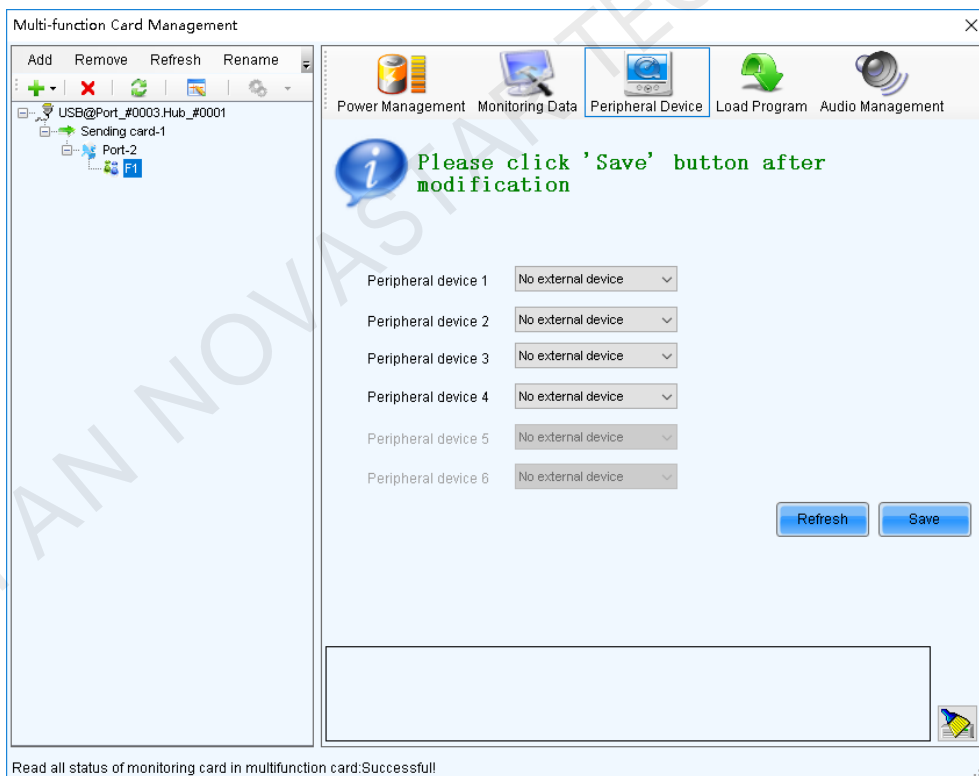 Multi-function Card Management
Add Remove Refresh Rename
USB@Port_#0003.Hub_#0001
Sending card-1
Port-2
F1
Power Management Monitoring Data Peripheral Device Load Program Audio Management
Please click 'Save' button after
modification
Peripheral device 1 No external device
Peripheral device 2 No external device
Peripheral device 3 No external device
Peripheral device 4 No external device
Peripheral device 5 No external device
Peripheral device 6 No external device
Refresh Save
Read all status of monitoring card in multifunction card:Successful!
AN NOVASTAR TEC